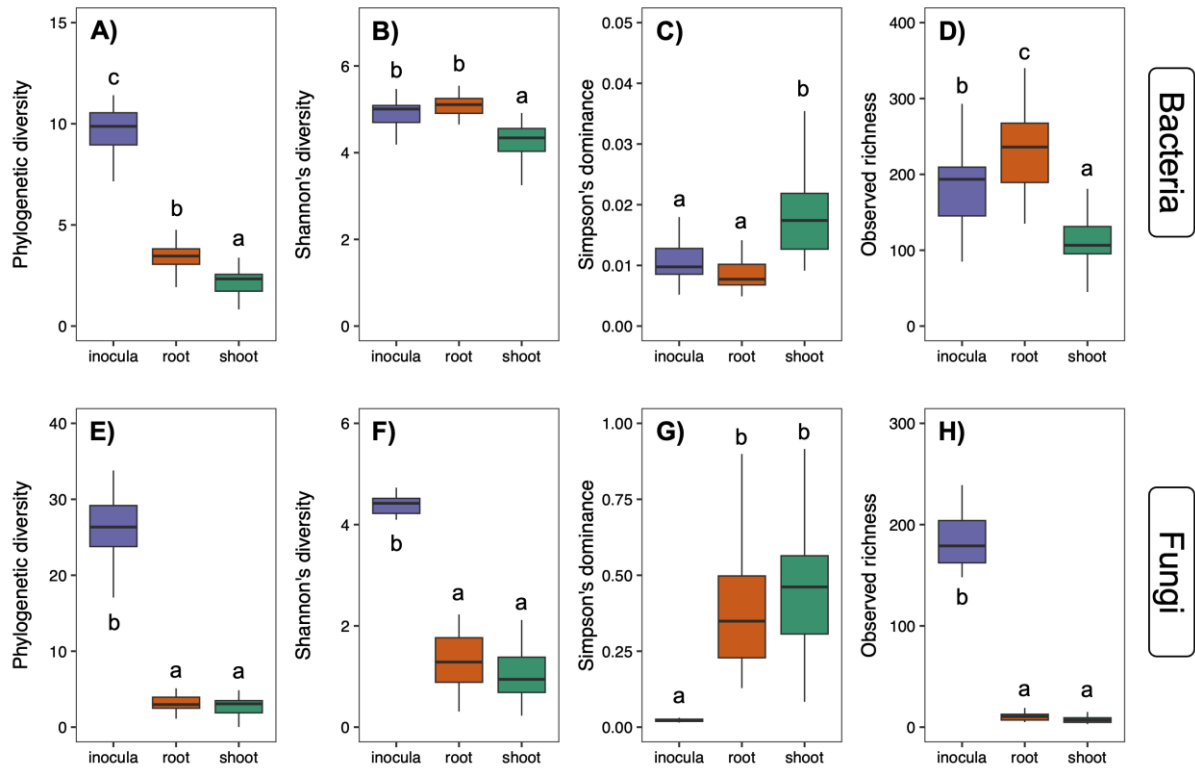 A)
Phylogenetic diversity
15
10
5
0
c
b
a
inocula root shoot
B)
Shannon's diversity
6
4
2
0
b
b
a
inocula root shoot
C)
Simpson's dominance
0.05
0.04
0.03
0.02
0.01
0.00
a
a
b
inocula root shoot
D)
Observed richness
400
300
200
100
0
b
c
a
inocula root shoot
Bacteria
E)
Phylogenetic diversity
40
30
20
10
0
b
a
a
inocula root shoot
F)
Shannon's diversity
6
4
2
0
b
a
a
inocula root shoot
G)
Simpson's dominance
1.00
0.75
0.50
0.25
0.00
a
b
b
inocula root shoot
H)
Observed richness
300
200
100
0
b
a
a
inocula root shoot
Fungi